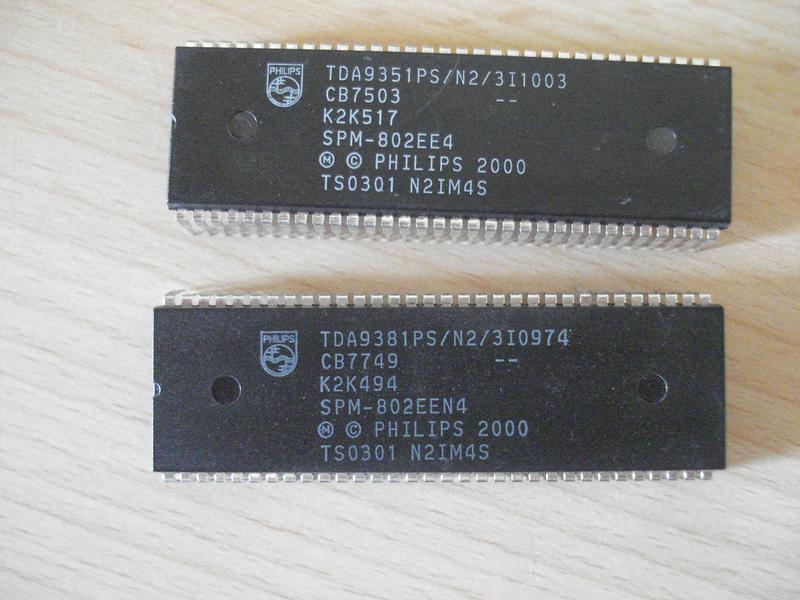 PHILIPS
TDA9351PS/N2/3I1003
CB7503 --
K2K517
SPM-802EE4
Ⓜ © PHILIPS 2000
TS0301 N2IM4S
PHILIPS
TDA9381PS/N2/3I0974
CB7749 --
K2K494
SPM-802EEN4
Ⓜ © PHILIPS 2000
TS0301 N2IM4S